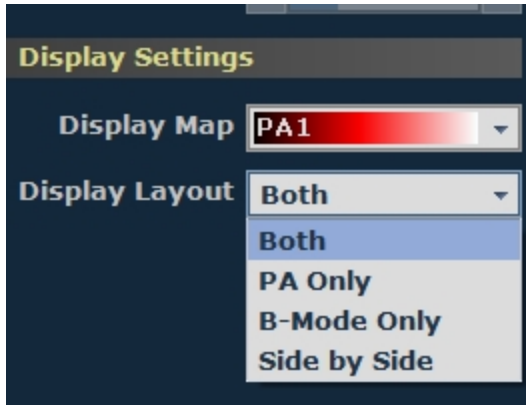 Display Settings
Display Map PA1
Display Layout Both
Both
PA Only
B-Mode Only
Side by Side